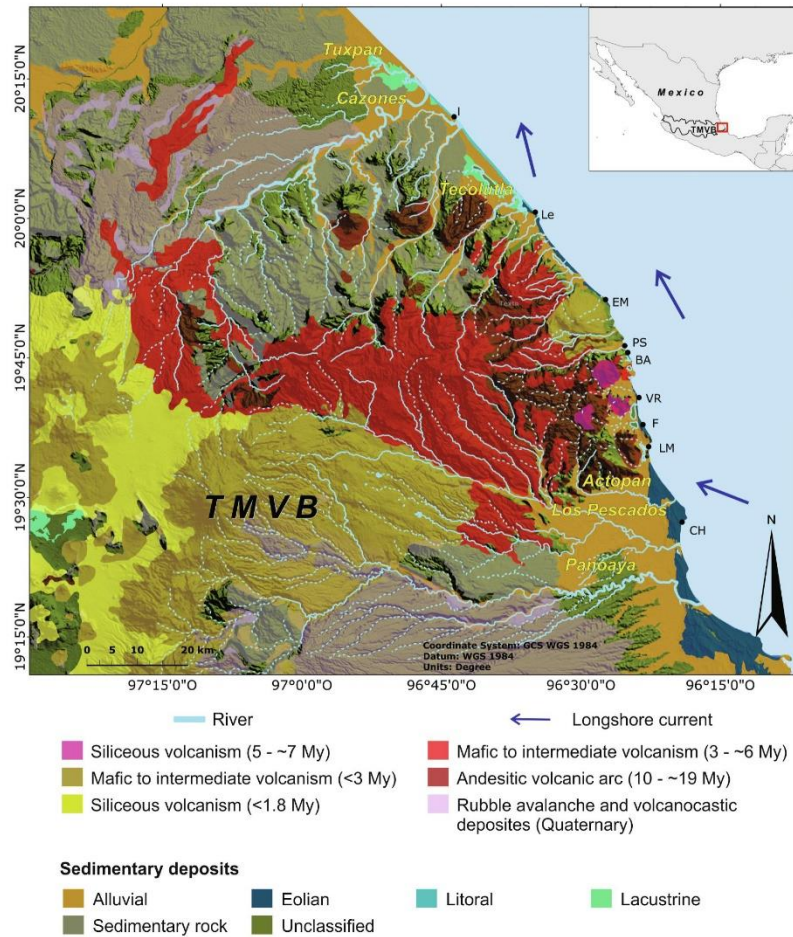 Tuxpan
Cazones
Tecolutla
Actopan
Los Pescados
Panoaya
TMVB
Mexico
TMVB
I
Le
EM
PS
BA
VR
F
LM
CH
N
20°15'0"N
20°0'0"N
19°45'0"N
19°30'0"N
19°15'0"N
0 5 10 20 km
Coordinate System: GCS WGS 1984
Datum: WGS 1984
Units: Degree
97°15'0"O 97°0'0"O 96°45'0"O 96°30'0"O 96°15'0"O
River
Longshore current
Siliceous volcanism (5 - ~7 My)
Mafic to intermediate volcanism (3 - ~6 My)
Mafic to intermediate volcanism (<3 My)
Andesitic volcanic arc (10 - ~19 My)
Siliceous volcanism (<1.8 My)
Rubble avalanche and volcanocastic
deposites (Quaternary)
Sedimentary deposits
Alluvial
Eolian
Litoral
Lacustrine
Sedimentary rock
Unclassified